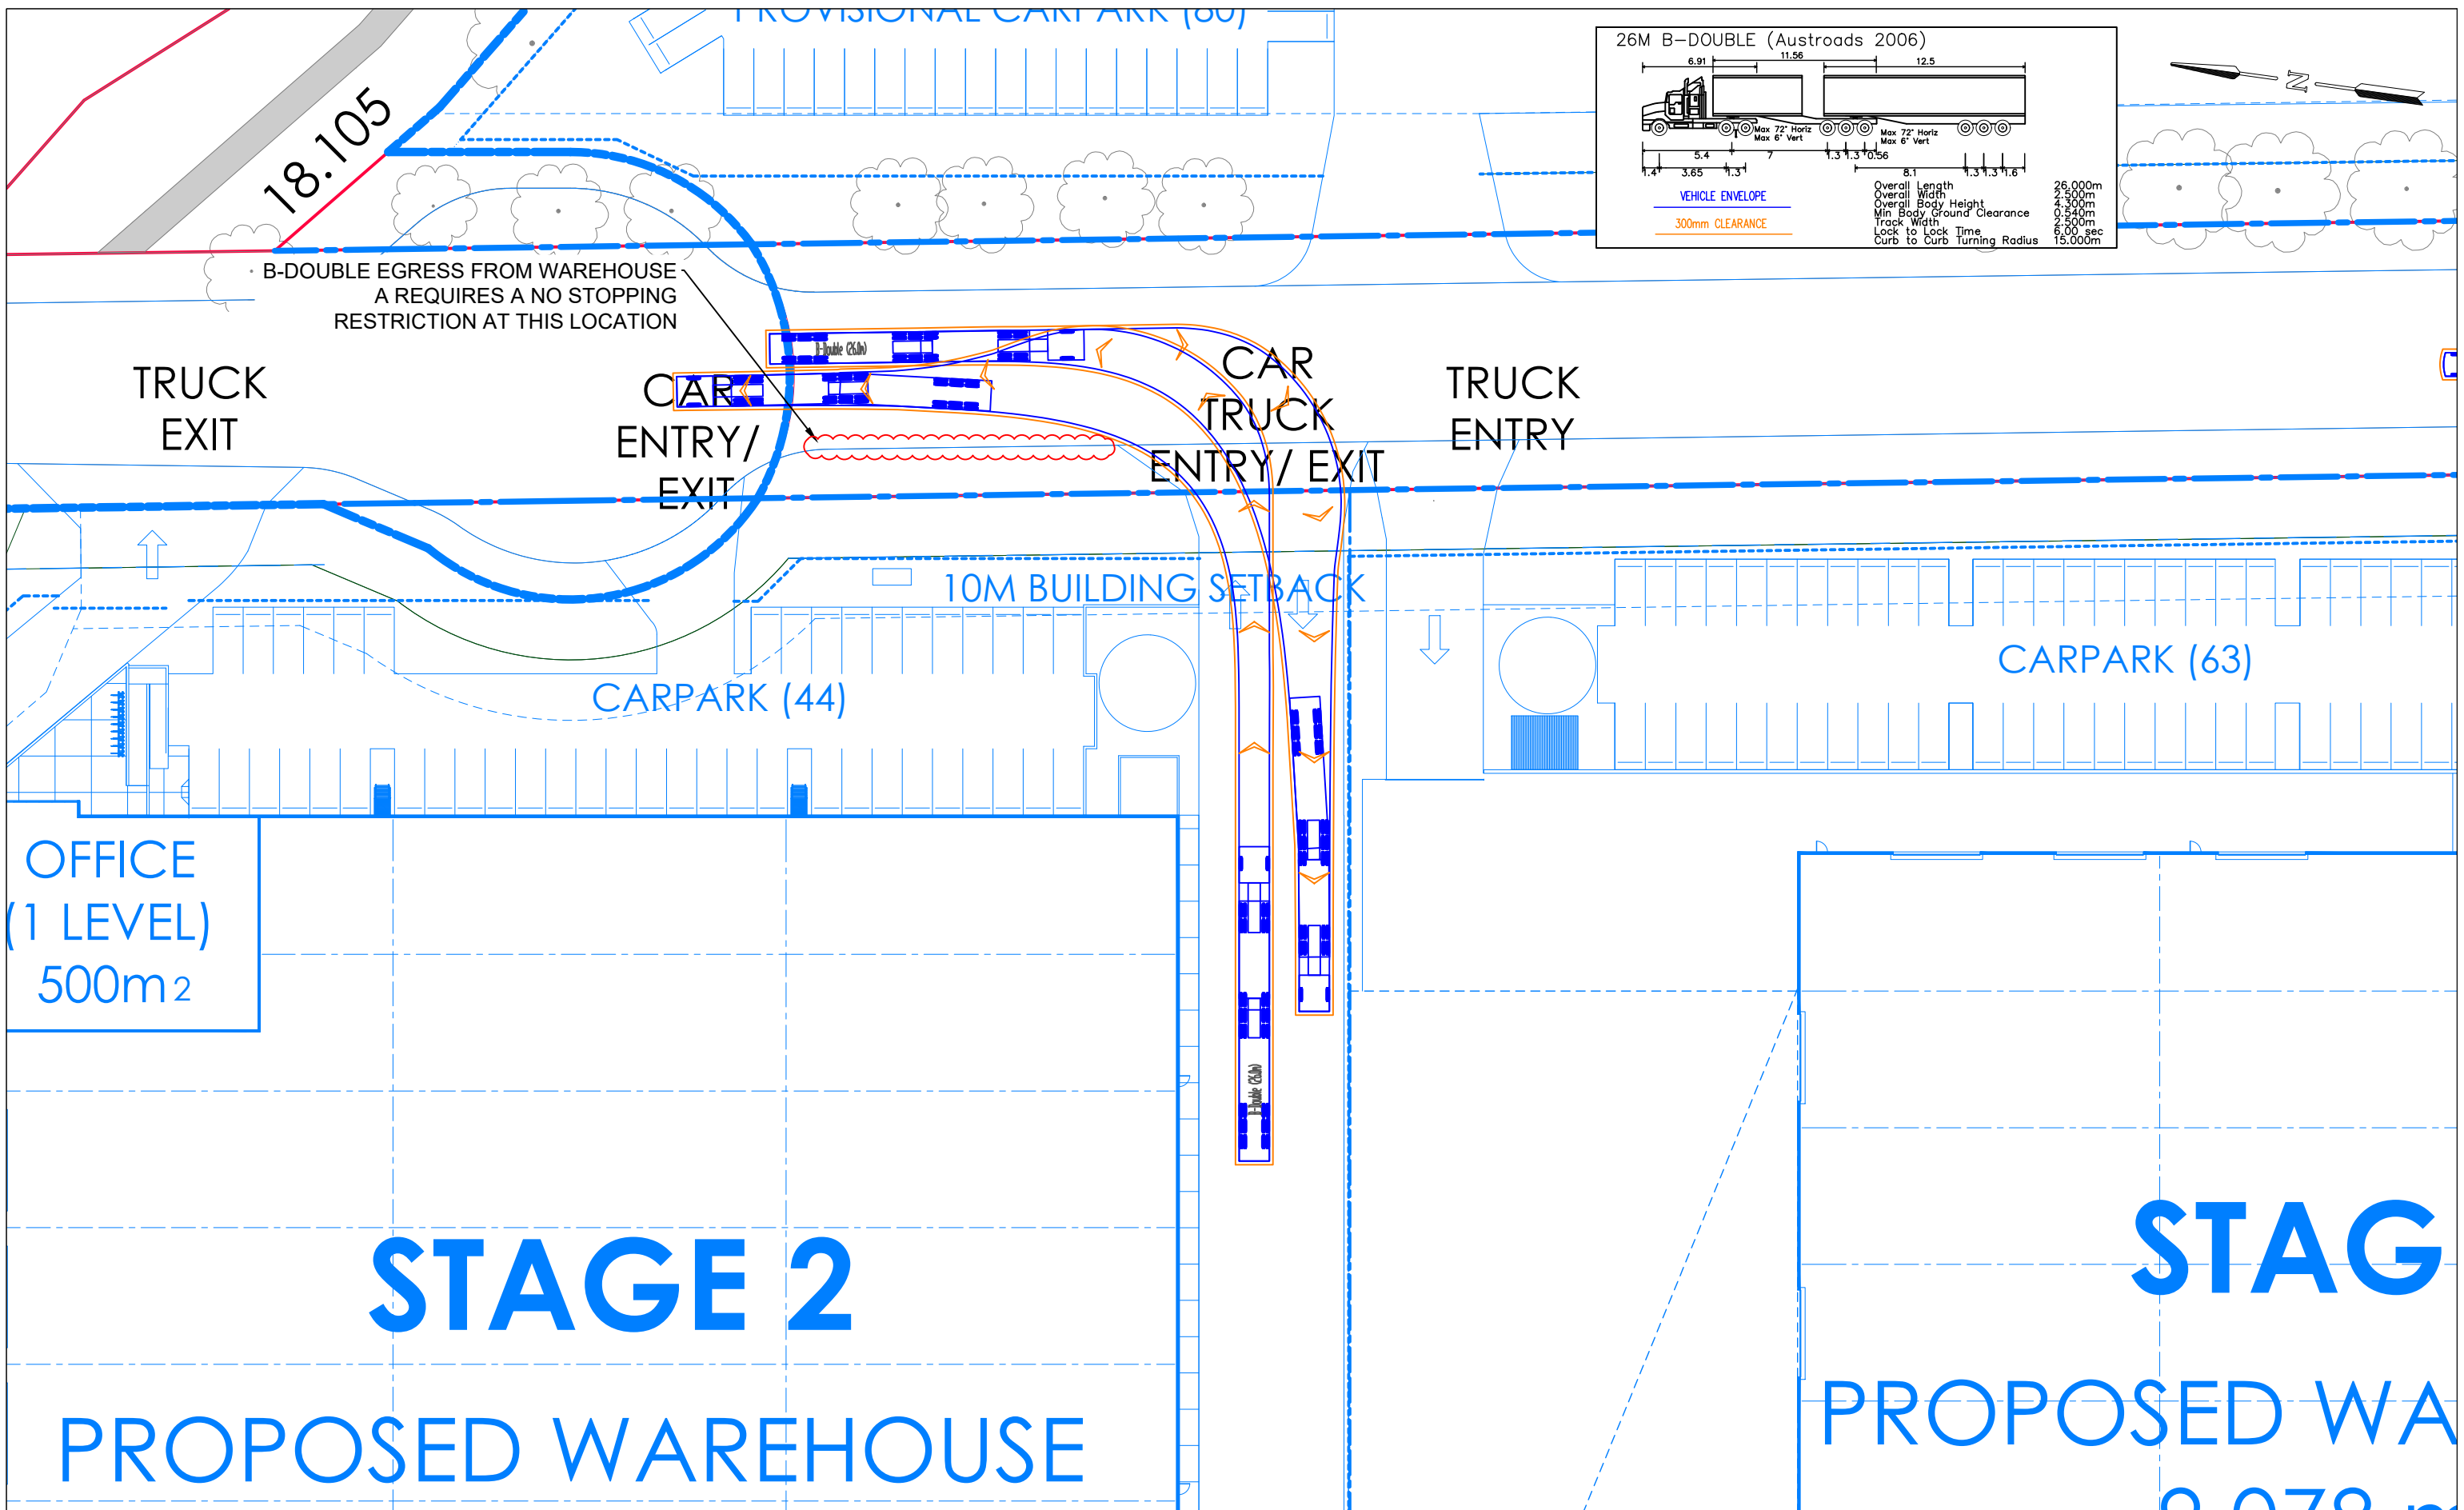 PROVISIONAL CARPARK (80)
26M B-DOUBLE (Austroads 2006)
6.91
11.56
12.5
Max 72° Horiz
Max 6° Vert
Max 72° Horiz
Max 6° Vert
5.4
7
1.3
1.3
0.56
1.4
3.65
1.3
8.1
1.3
1.3
1.6
VEHICLE ENVELOPE
300mm CLEARANCE
Overall Length 26.000m
Overall Width 2.500m
Overall Body Height 4.300m
Min Body Ground Clearance 0.540m
Track Width 2.500m
Lock to Lock Time 6.00 sec
Curb to Curb Turning Radius 15.000m
N
18.105
B-DOUBLE EGRESS FROM WAREHOUSE
A REQUIRES A NO STOPPING
RESTRICTION AT THIS LOCATION
B-Double (26.0m)
TRUCK
EXIT
CAR
ENTRY/
EXIT
CAR
TRUCK
ENTRY/ EXIT
TRUCK
ENTRY
10M BUILDING SETBACK
CARPARK (44)
CARPARK (63)
OFFICE
(1 LEVEL)
500m2
B-Double (26.0m)
STAGE 2
STAG
PROPOSED WAREHOUSE
PROPOSED WA